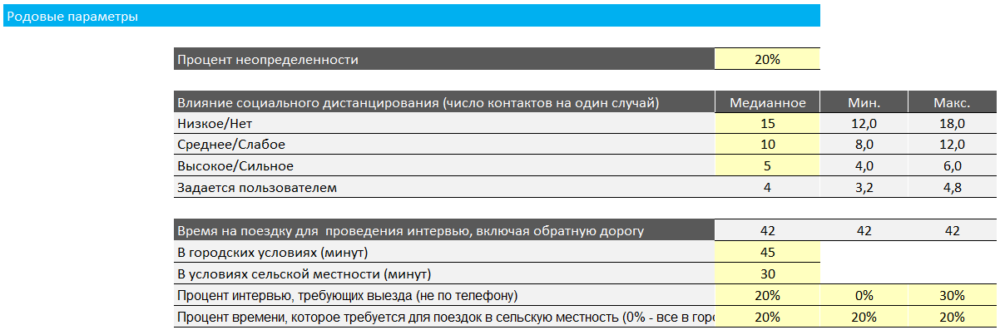 Родовые параметры
Процент неопределенности 20%
Влияние социального дистанцирования (число контактов на один случай) Медианное Мин. Макс.
Низкое/Нет 15 12,0 18,0
Среднее/Слабое 10 8,0 12,0
Высокое/Сильное 5 4,0 6,0
Задается пользователем 4 3,2 4,8
Время на поездку для проведения интервью, включая обратную дорогу 42 42 42
В городских условиях (минут) 45
В условиях сельской местности (минут) 30
Процент интервью, требующих выезда (не по телефону) 20% 0% 30%
Процент времени, которое требуется для поездок в сельскую местность (0% - все в горо 20% 20% 20%